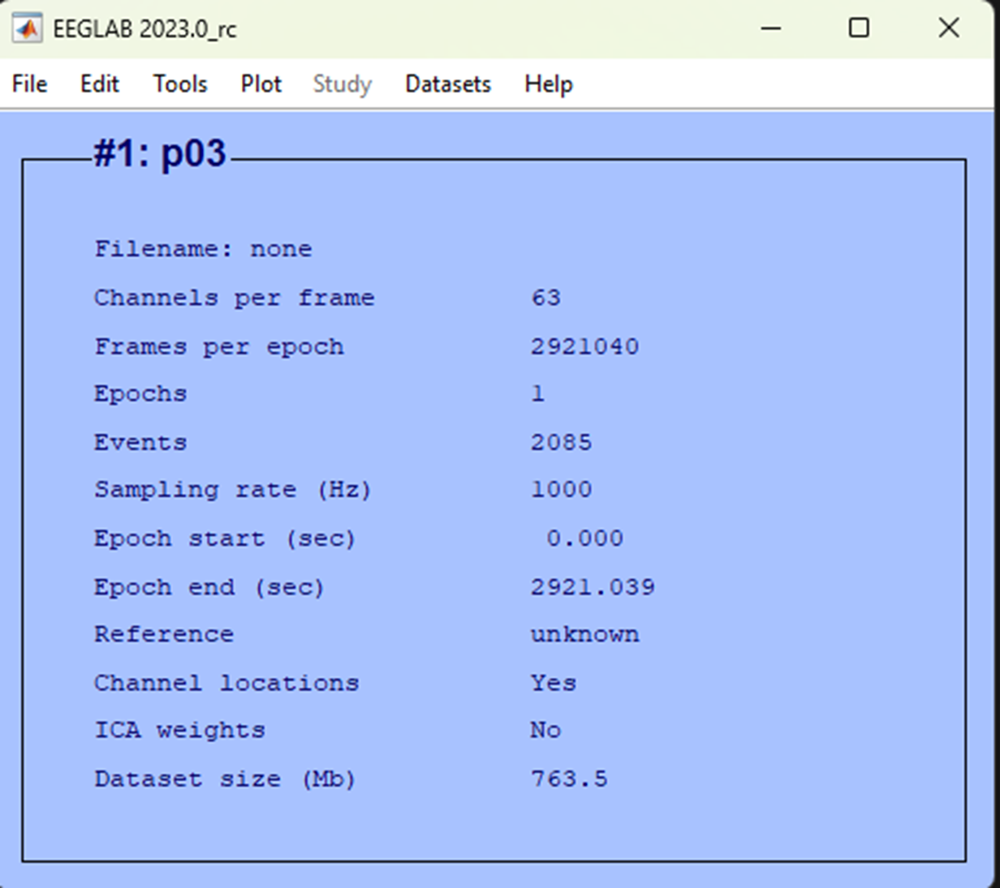 EEGLAB 2023.0_rc
File Edit Tools Plot Study Datasets Help
#1: p03
Filename: none
Channels per frame 63
Frames per epoch 2921040
Epochs 1
Events 2085
Sampling rate (Hz) 1000
Epoch start (sec) 0.000
Epoch end (sec) 2921.039
Reference unknown
Channel locations Yes
ICA weights No
Dataset size (Mb) 763.5